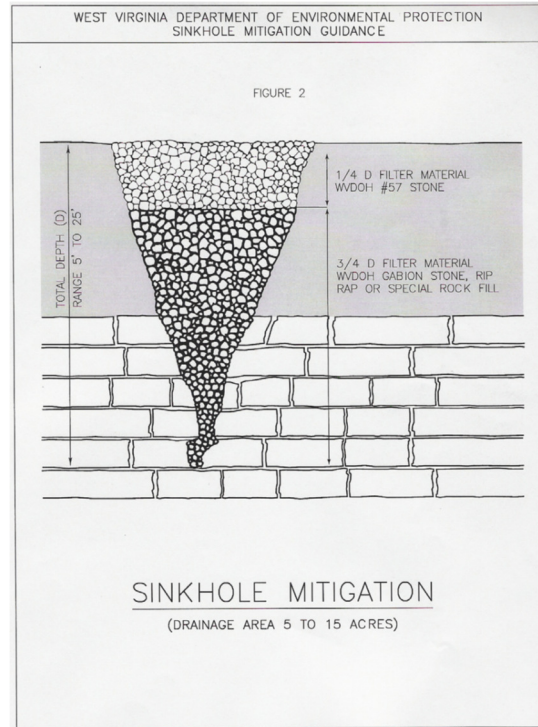 WEST VIRGINIA DEPARTMENT OF ENVIRONMENTAL PROTECTION
SINKHOLE MITIGATION GUIDANCE
FIGURE 2
TOTAL DEPTH (D)
RANGE 5' TO 25'
1/4 D FILTER MATERIAL
WVDOH #57 STONE
3/4 D FILTER MATERIAL
WVDOH GABION STONE, RIP
RAP OR SPECIAL ROCK FILL
SINKHOLE MITIGATION
(DRAINAGE AREA 5 TO 15 ACRES)